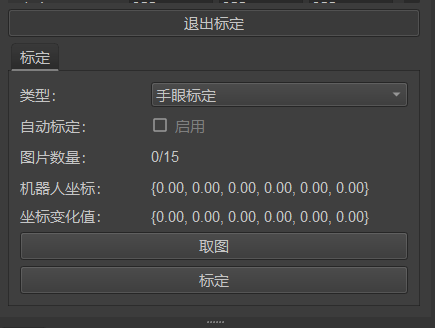 退出标定
标定
类型: 手眼标定
自动标定: 启用
图片数量: 0/15
机器人坐标: {0.00, 0.00, 0.00, 0.00, 0.00, 0.00}
坐标变化值: {0.00, 0.00, 0.00, 0.00, 0.00, 0.00}
取图
标定